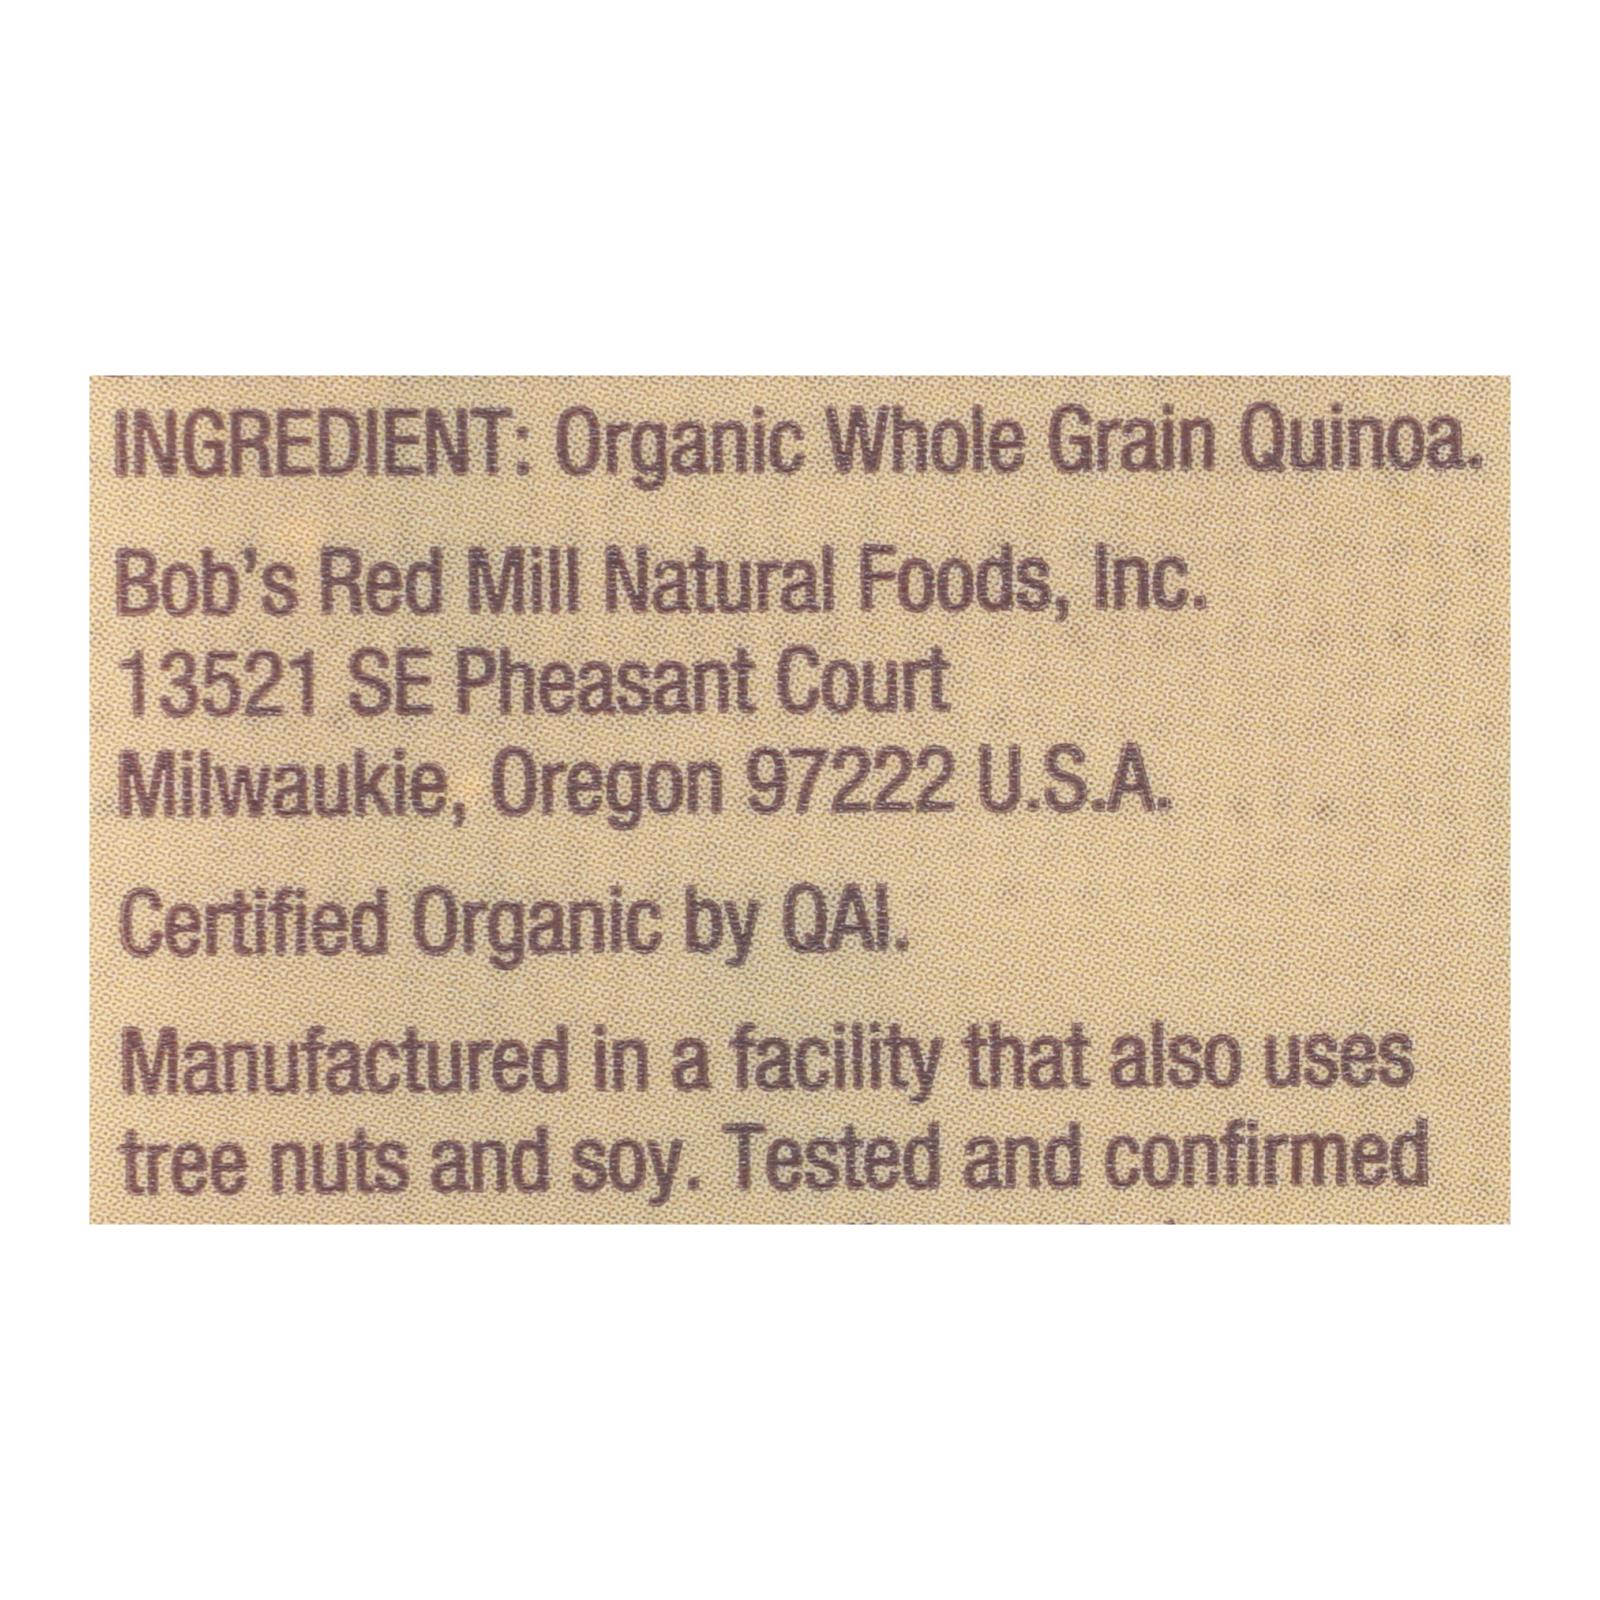 INGREDIENT: Organic Whole Grain Quinoa.
Bob's Red Mill Natural Foods, Inc.
13521 SE Pheasant Court
Milwaukie, Oregon 97222 U.S.A.
Certified Organic by QAI.
Manufactured in a facility that also uses
tree nuts and soy. Tested and confirmed